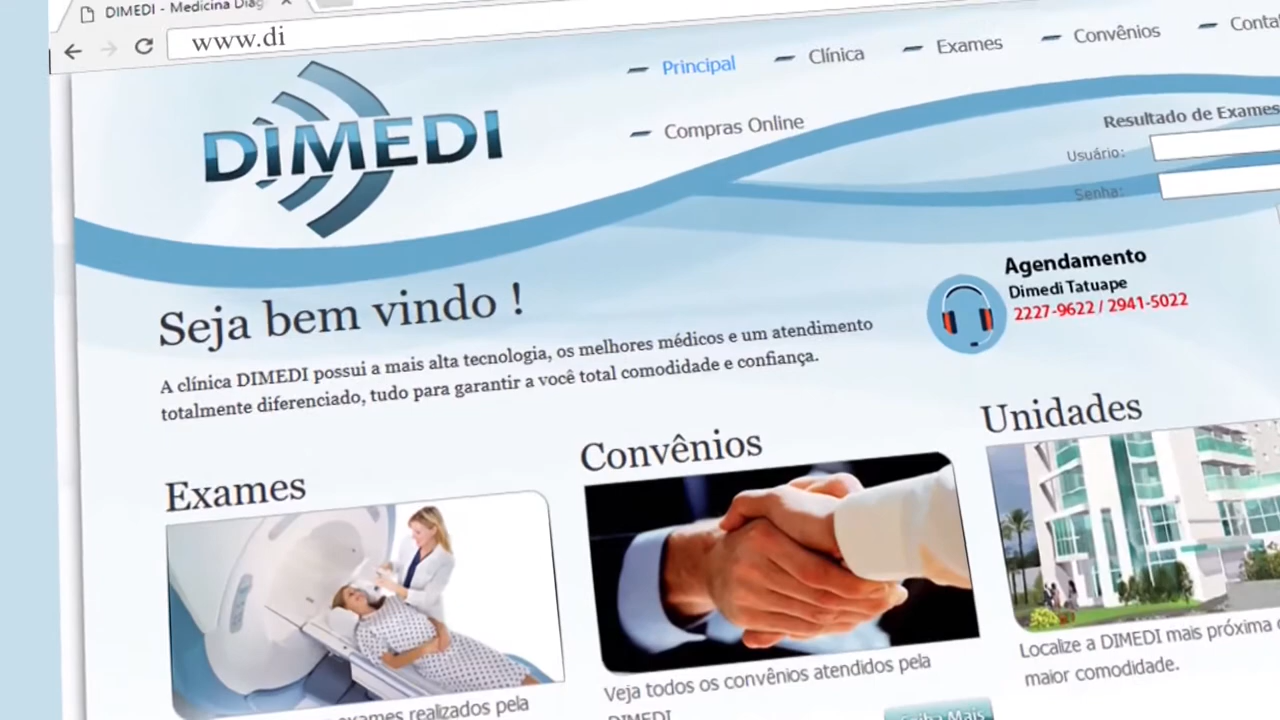 DIMEDI - Medicina Diag
www.di
DIMEDI
Principal
Clínica
Exames
Convênios
Conta
Compras Online
Resultado de Exames
Usuário:
Senha:
Seja bem vindo !
A clínica DIMEDI possui a mais alta tecnologia, os melhores médicos e um atendimento
totalmente diferenciado, tudo para garantir a você total comodidade e confiança.
Agendamento
Dimedi Tatuape
2227-9622 / 2941-5022
Exames
Convênios
Unidades
exames realizados pela
Veja todos os convênios atendidos pela
DIMEDI
Localize a DIMEDI mais próxima
maior comodidade.
Saiba Mais